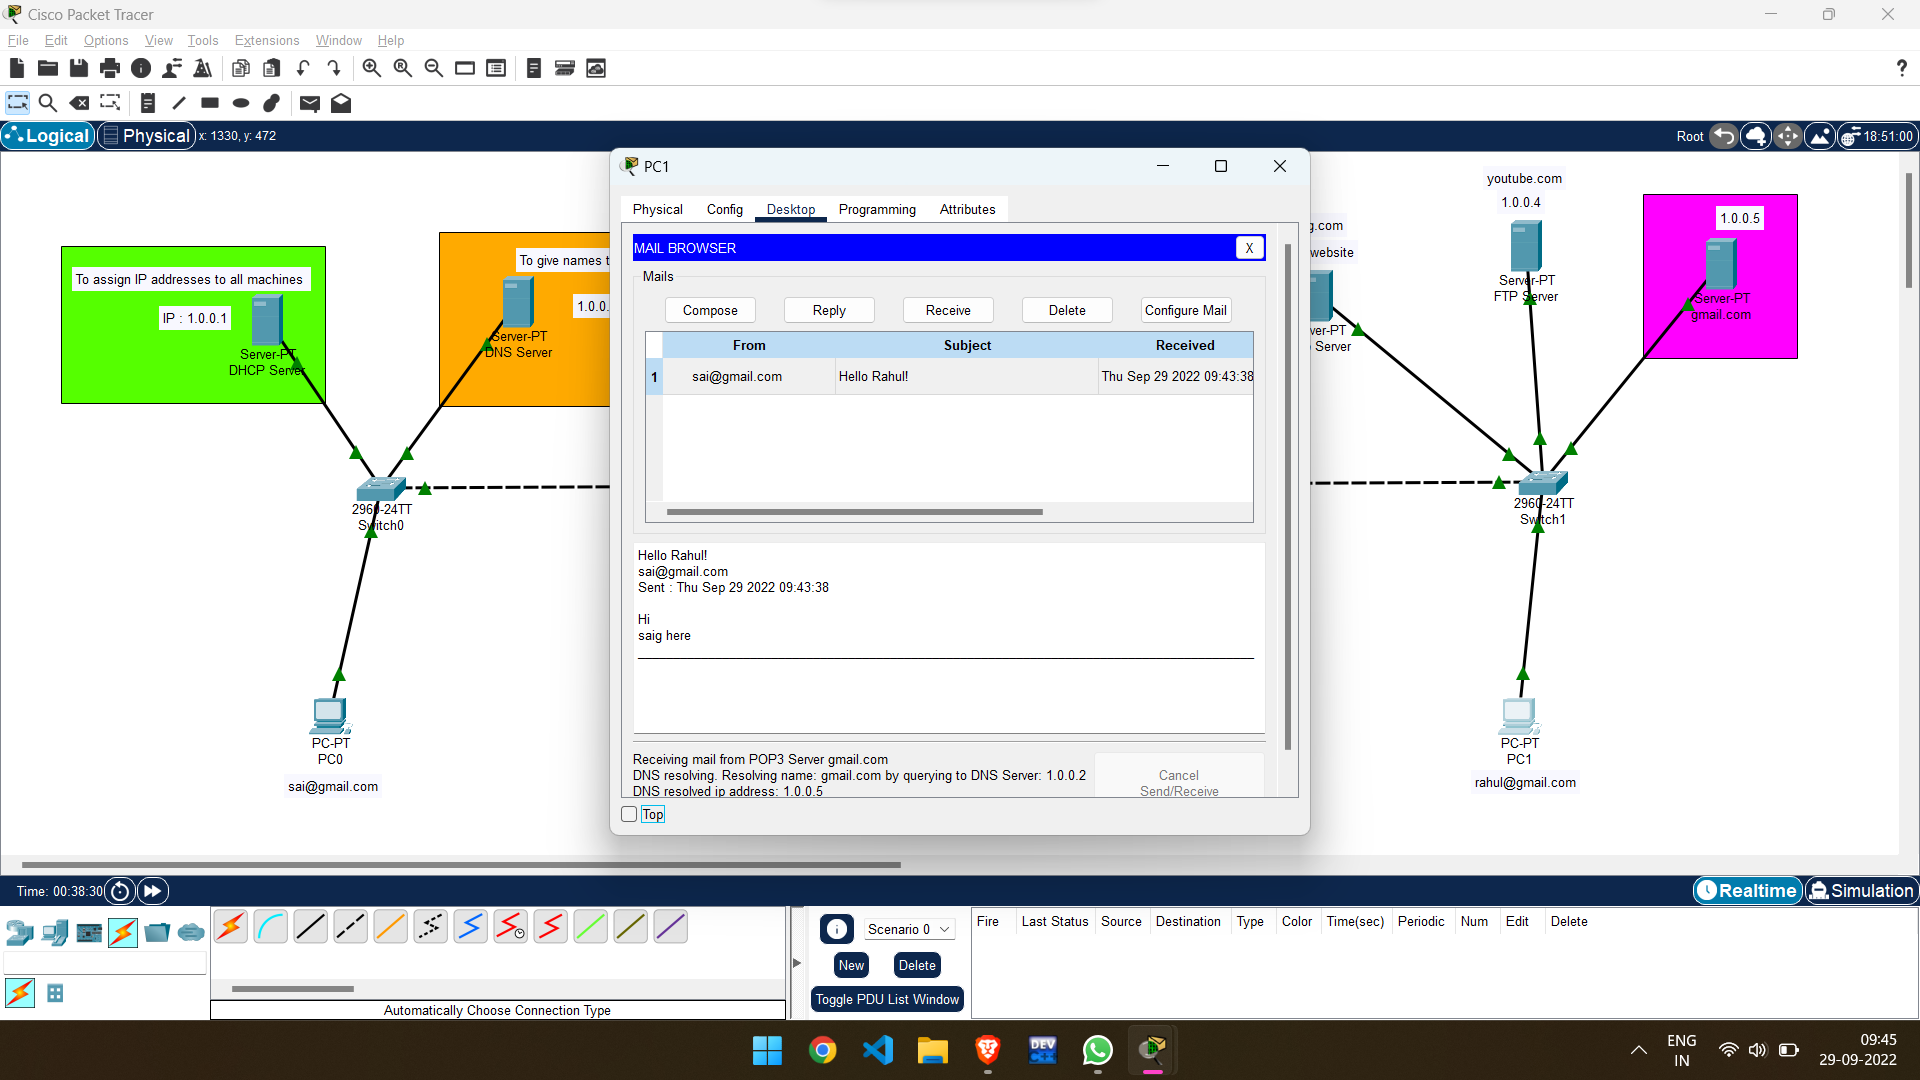 Cisco Packet Tracer
File Edit Options View Tools Extensions Window Help
Logical Physical x: 1330, y: 472
Root 18:51:00
To assign IP addresses to all machines
IP : 1.0.0.1
Server-PT
DHCP Server
To give names t
1.0.0.
Server-PT
DNS Server
2960-24TT
Switch0
PC-PT
PC0
sai@gmail.com
PC1
Physical Config Desktop Programming Attributes
MAIL BROWSER X
Mails
Compose Reply Receive Delete Configure Mail
From Subject Received
1 sai@gmail.com Hello Rahul! Thu Sep 29 2022 09:43:38
Hello Rahul!
sai@gmail.com
Sent : Thu Sep 29 2022 09:43:38
Hi
saig here
Receiving mail from POP3 Server gmail.com
DNS resolving. Resolving name: gmail.com by querying to DNS Server: 1.0.0.2
DNS resolved ip address: 1.0.0.5
Cancel
Send/Receive
Top
g.com
website
ver-PT
Server
youtube.com
1.0.0.4
Server-PT
FTP Server
1.0.0.5
Server-PT
gmail.com
2960-24TT
Switch1
PC-PT
PC1
rahul@gmail.com
Time: 00:38:30
Realtime Simulation
Automatically Choose Connection Type
Scenario 0
New Delete
Toggle PDU List Window
Fire Last Status Source Destination Type Color Time(sec) Periodic Num Edit Delete
DEV
C++
ENG
IN
09:45
29-09-2022